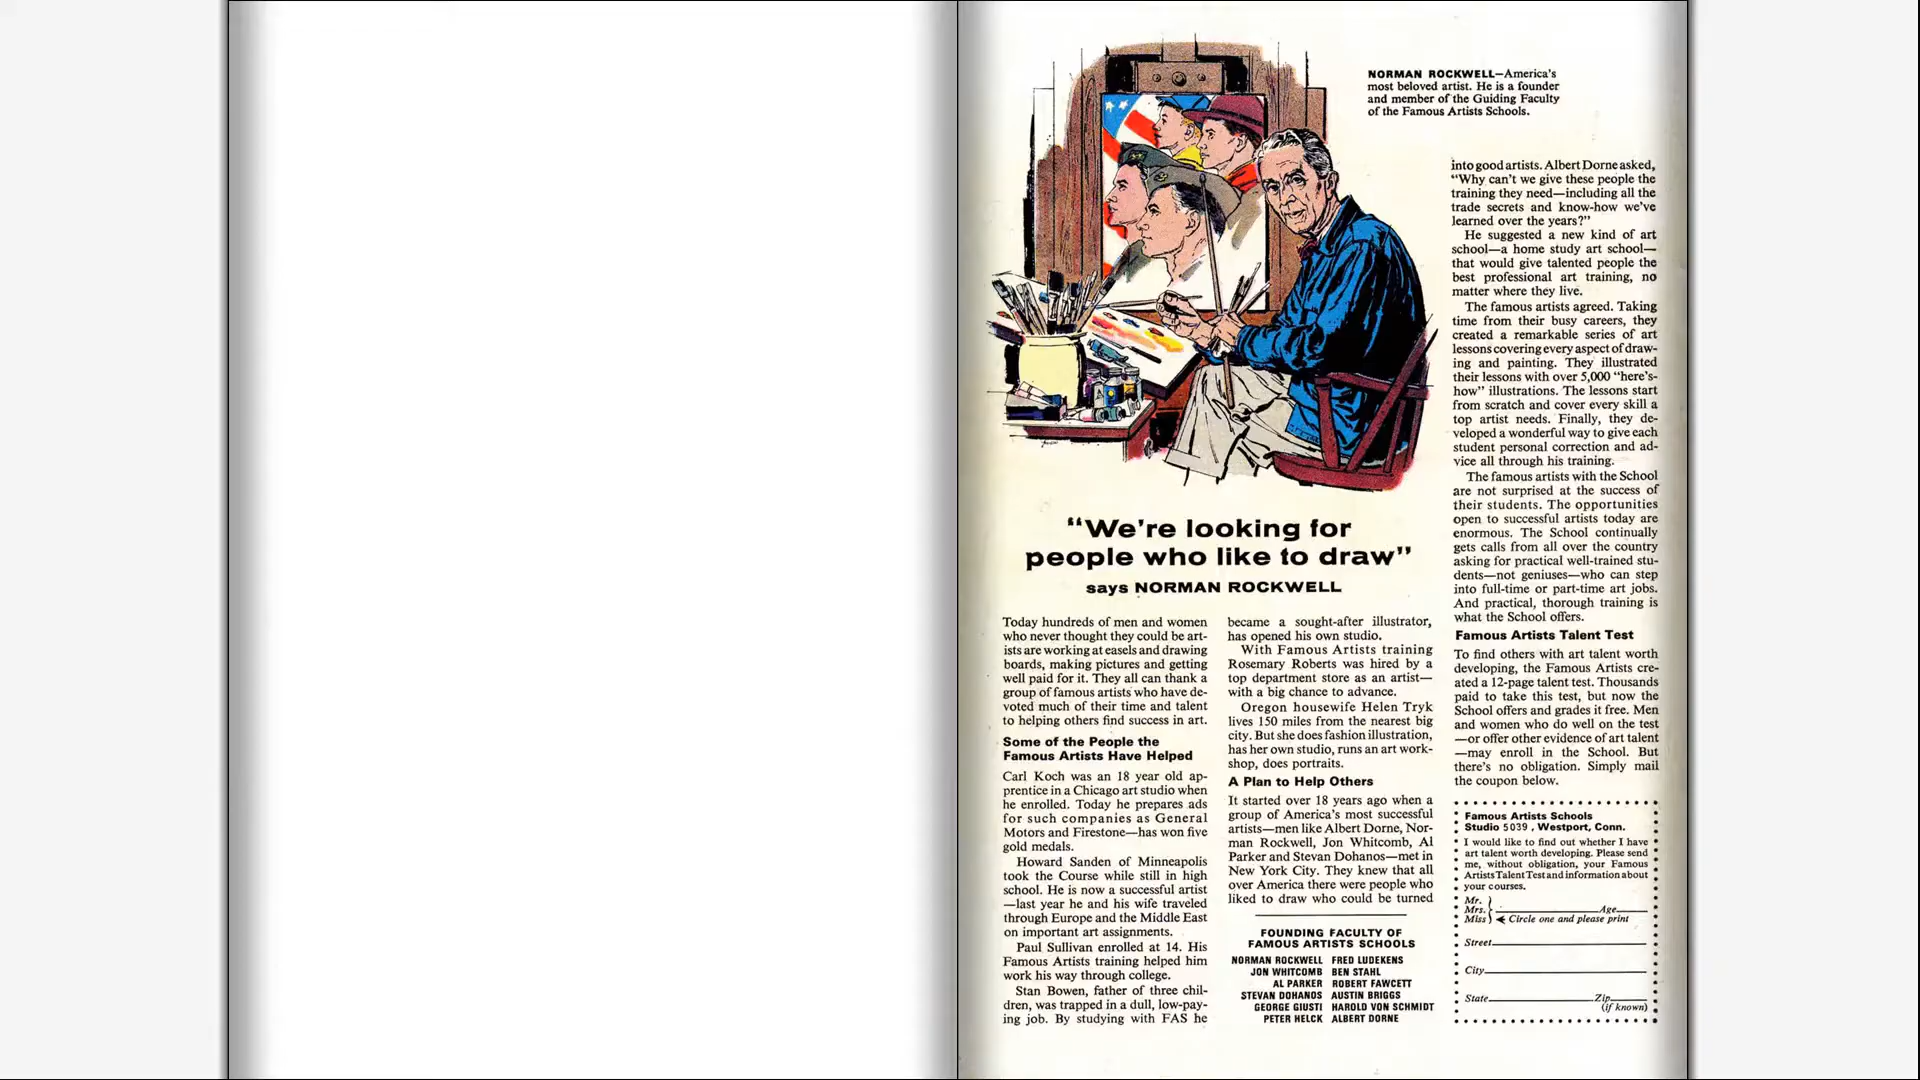 NORMAN ROCKWELL—America's
most beloved artist. He is a founder
and member of the Guiding Faculty
of the Famous Artists Schools.
“We're looking for
people who like to draw”
says NORMAN ROCKWELL
Today hundreds of men and women
who never thought they could be art-
ists are working at easels and drawing
boards, making pictures and getting
well paid for it. They all can thank a
group of famous artists who have de-
voted much of their time and talent
to helping others find success in art.
Some of the People the
Famous Artists Have Helped
Carl Koch was an 18 year old ap-
prentice in a Chicago art studio when
he enrolled. Today he prepares ads
for such companies as General
Motors and Firestone—has won five
gold medals.
Howard Sanden of Minneapolis
took the Course while still in high
school. He is now a successful artist
—last year he and his wife traveled
through Europe and the Middle East
on important art assignments.
Paul Sullivan enrolled at 14. His
Famous Artists training helped him
work his way through college.
Stan Bowen, father of three chil-
dren, was trapped in a dull, low-pay-
ing job. By studying with FAS he
became a sought-after illustrator,
has opened his own studio.
With Famous Artists training
Rosemary Roberts was hired by a
top department store as an artist—
with a big chance to advance.
Oregon housewife Helen Tryk
lives 150 miles from the nearest big
city. But she does fashion illustration,
has her own studio, runs an art work-
shop, does portraits.
A Plan to Help Others
It started over 18 years ago when a
group of America's most successful
artists—men like Albert Dorne, Nor-
man Rockwell, Jon Whitcomb, Al
Parker and Stevan Dohanos—met in
New York City. They knew that all
over America there were people who
liked to draw who could be turned
FOUNDING FACULTY OF
FAMOUS ARTISTS SCHOOLS
NORMAN ROCKWELL FRED LUDEKENS
JON WHITCOMB BEN STAHL
AL PARKER ROBERT FAWCETT
STEVAN DOHANOS AUSTIN BRIGGS
GEORGE GIUSTI HAROLD VON SCHMIDT
PETER HELCK ALBERT DORNE
into good artists. Albert Dorne asked,
“Why can't we give these people the
training they need—including all the
trade secrets and know-how we've
learned over the years?”
He suggested a new kind of art
school—a home study art school—
that would give talented people the
best professional art training, no
matter where they live.
The famous artists agreed. Taking
time from their busy careers, they
created a remarkable series of art
lessons covering every aspect of draw-
ing and painting. They illustrated
their lessons with over 5,000 “here's-
how” illustrations. The lessons start
from scratch and cover every skill a
top artist needs. Finally, they de-
veloped a wonderful way to give each
student personal correction and ad-
vice all through his training.
The famous artists with the School
are not surprised at the success of
their students. The opportunities
open to successful artists today are
enormous. The School continually
gets calls from all over the country
asking for practical well-trained stu-
dents—not geniuses—who can step
into full-time or part-time art jobs.
And practical, thorough training is
what the School offers.
Famous Artists Talent Test
To find others with art talent worth
developing, the Famous Artists cre-
ated a 12-page talent test. Thousands
paid to take this test, but now the
School offers and grades it free. Men
and women who do well on the test
—or offer other evidence of art talent
—may enroll in the School. But
there's no obligation. Simply mail
the coupon below.
Famous Artists Schools
Studio 5039, Westport, Conn.
I would like to find out whether I have
art talent worth developing. Please send
me, without obligation, your Famous
Artists Talent Test and information about
your courses.
Mr.
Mrs. Age
Miss Circle one and please print
Street
City
State Zip
(if known)